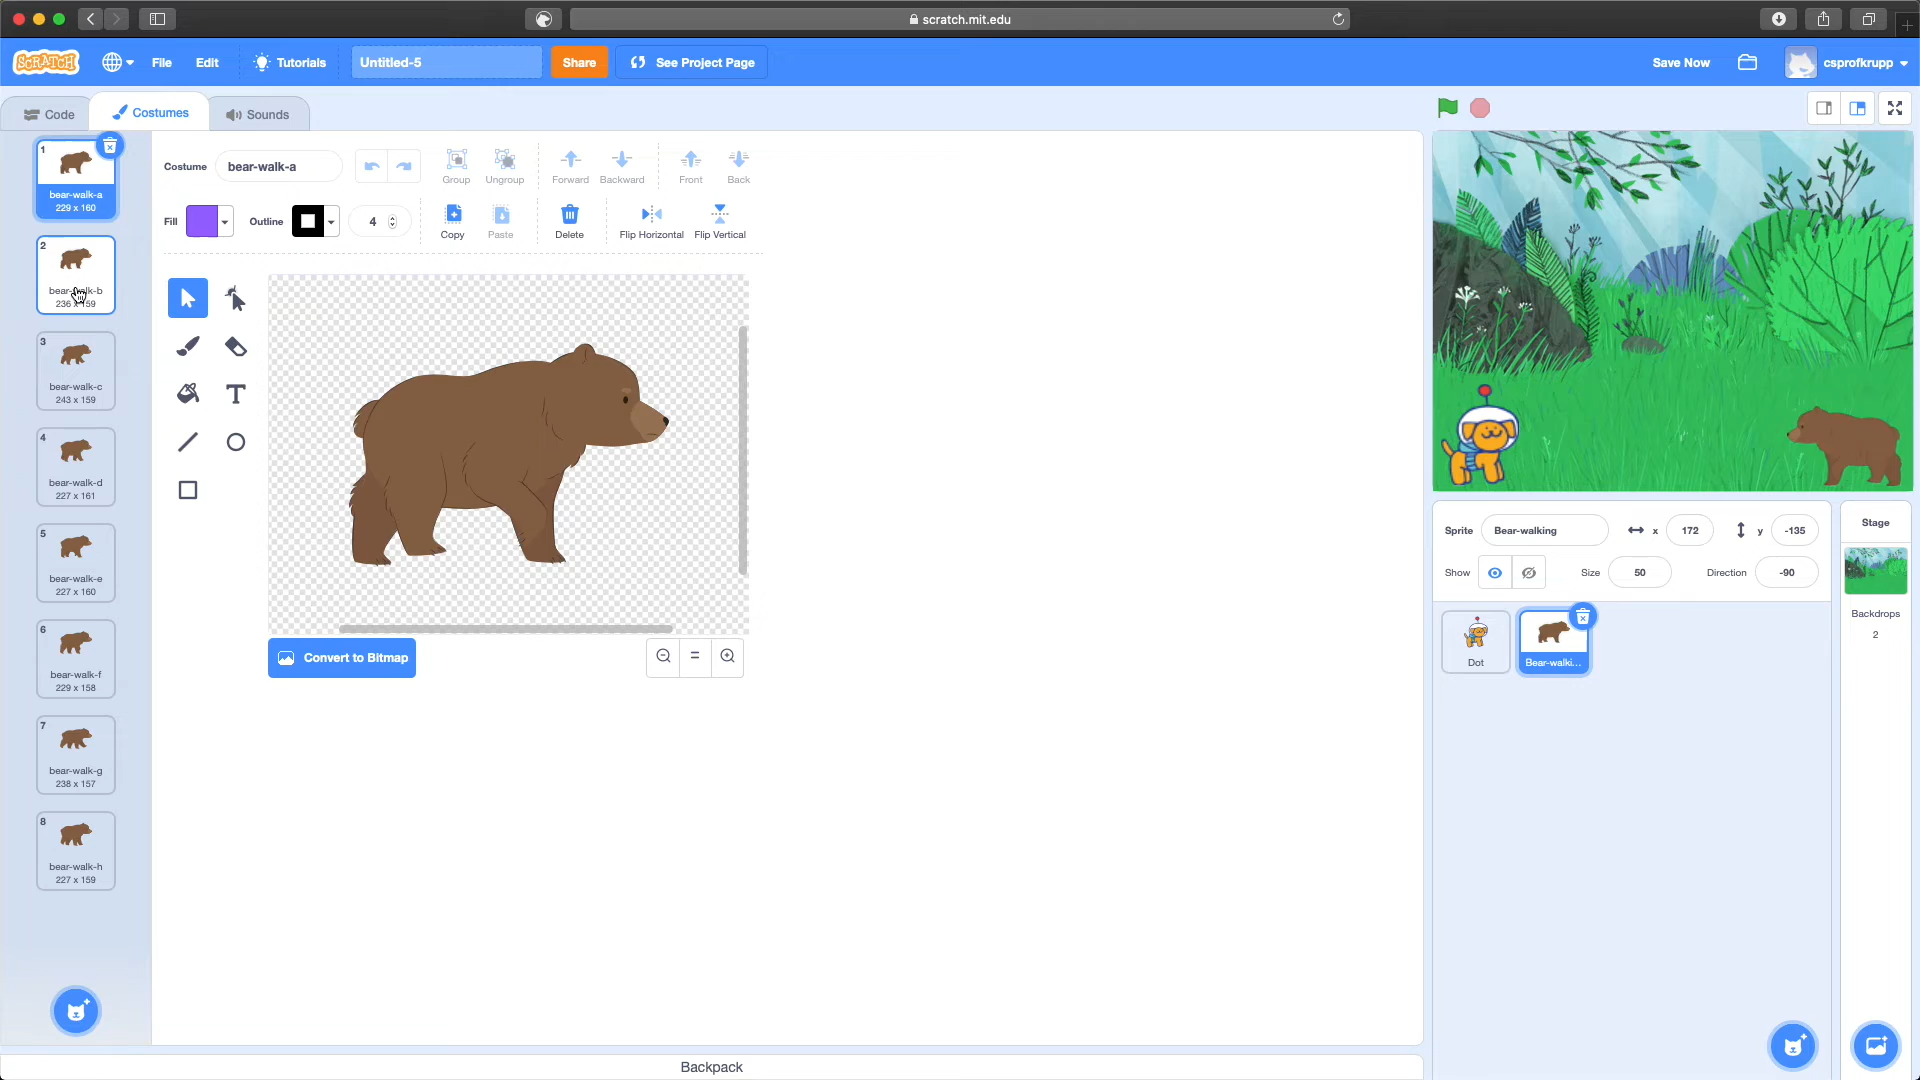 scratch.mit.edu
SCRATCH File Edit Tutorials Untitled-5 Share See Project Page Save Now csprofkrupp
Code Costumes Sounds
1
bear-walk-a
229 x 160
2
236 x 159
3
bear-walk-c
243 x 159
4
bear-walk-d
227 x 161
5
bear-walk-e
227 x 160
6
bear-walk-f
229 x 158
7
bear-walk-g
238 x 157
8
bear-walk-h
227 x 159
Costume bear-walk-a Group Ungroup Forward Backward Front Back
Fill Outline 4 Copy Paste Delete Flip Horizontal Flip Vertical
T
Convert to Bitmap
Sprite Bear-walking x 172 y -135
Show Size 50 Direction -90
Dot Bear-walki...
Stage
Backdrops
2
Backpack